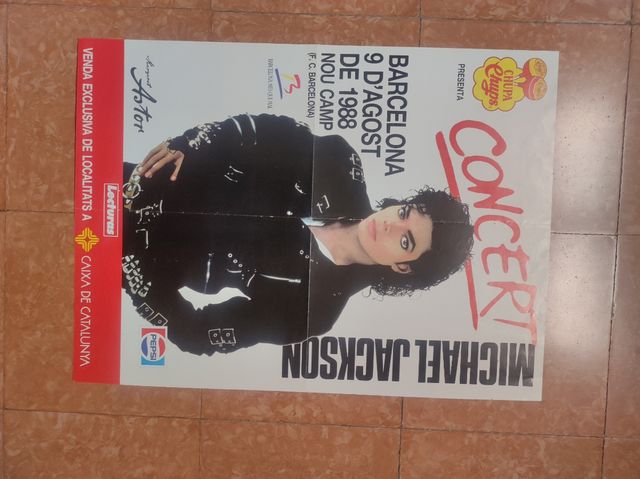 CHUPA
Chups
PRESENTA
CONCERT
MICHAEL JACKSON
BARCELONA
9 D'AGOST
DE 1988
NOU CAMP
(F. C. BARCELONA)
PEPSI
Lecturas
VENDA EXCLUSIVA DE LOCALITATS A CAIXA DE CATALUNYA